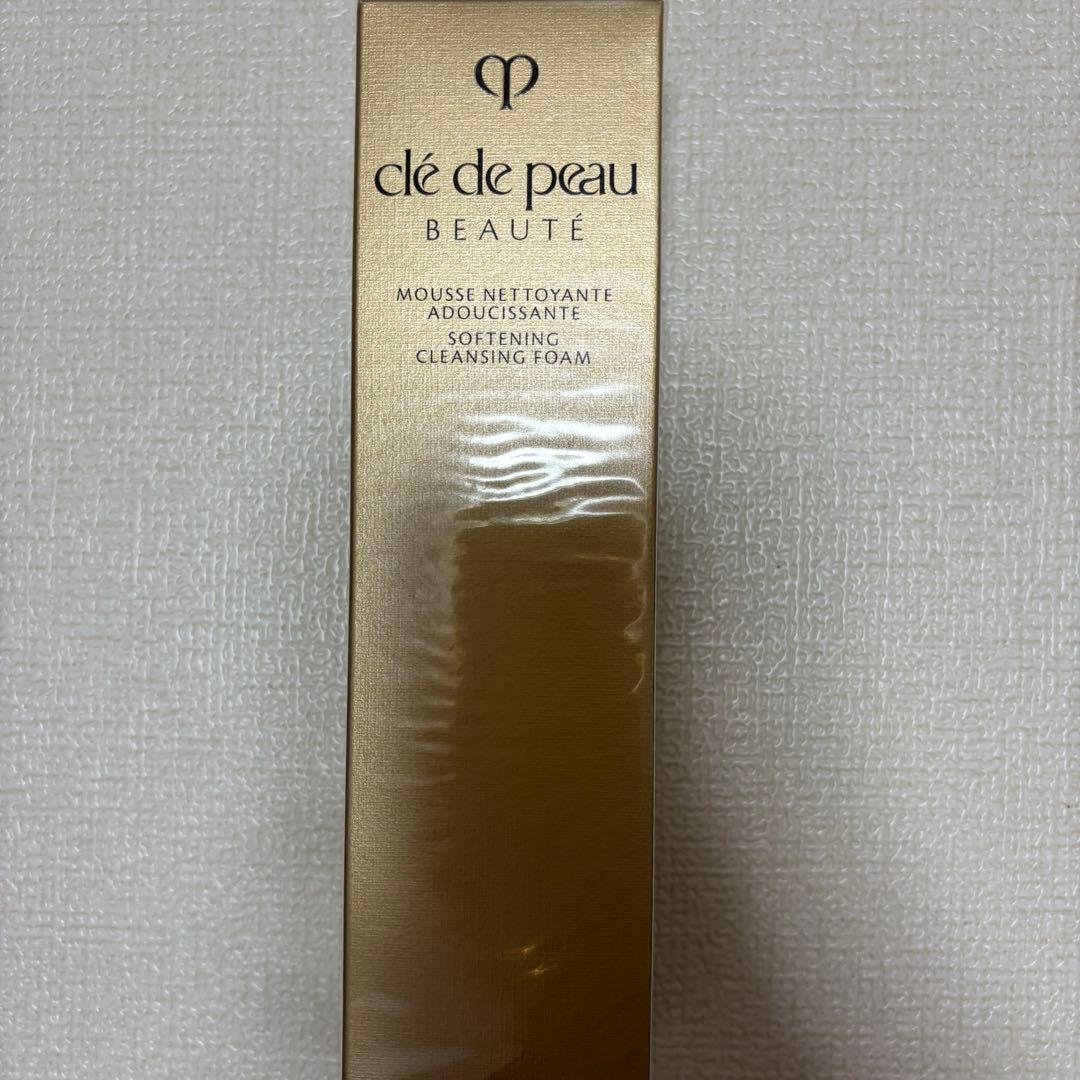 clé de peau
BEAUTÉ
MOUSSE NETTOYANTE
ADOUCISSANTE
SOFTENING
CLEANSING FOAM